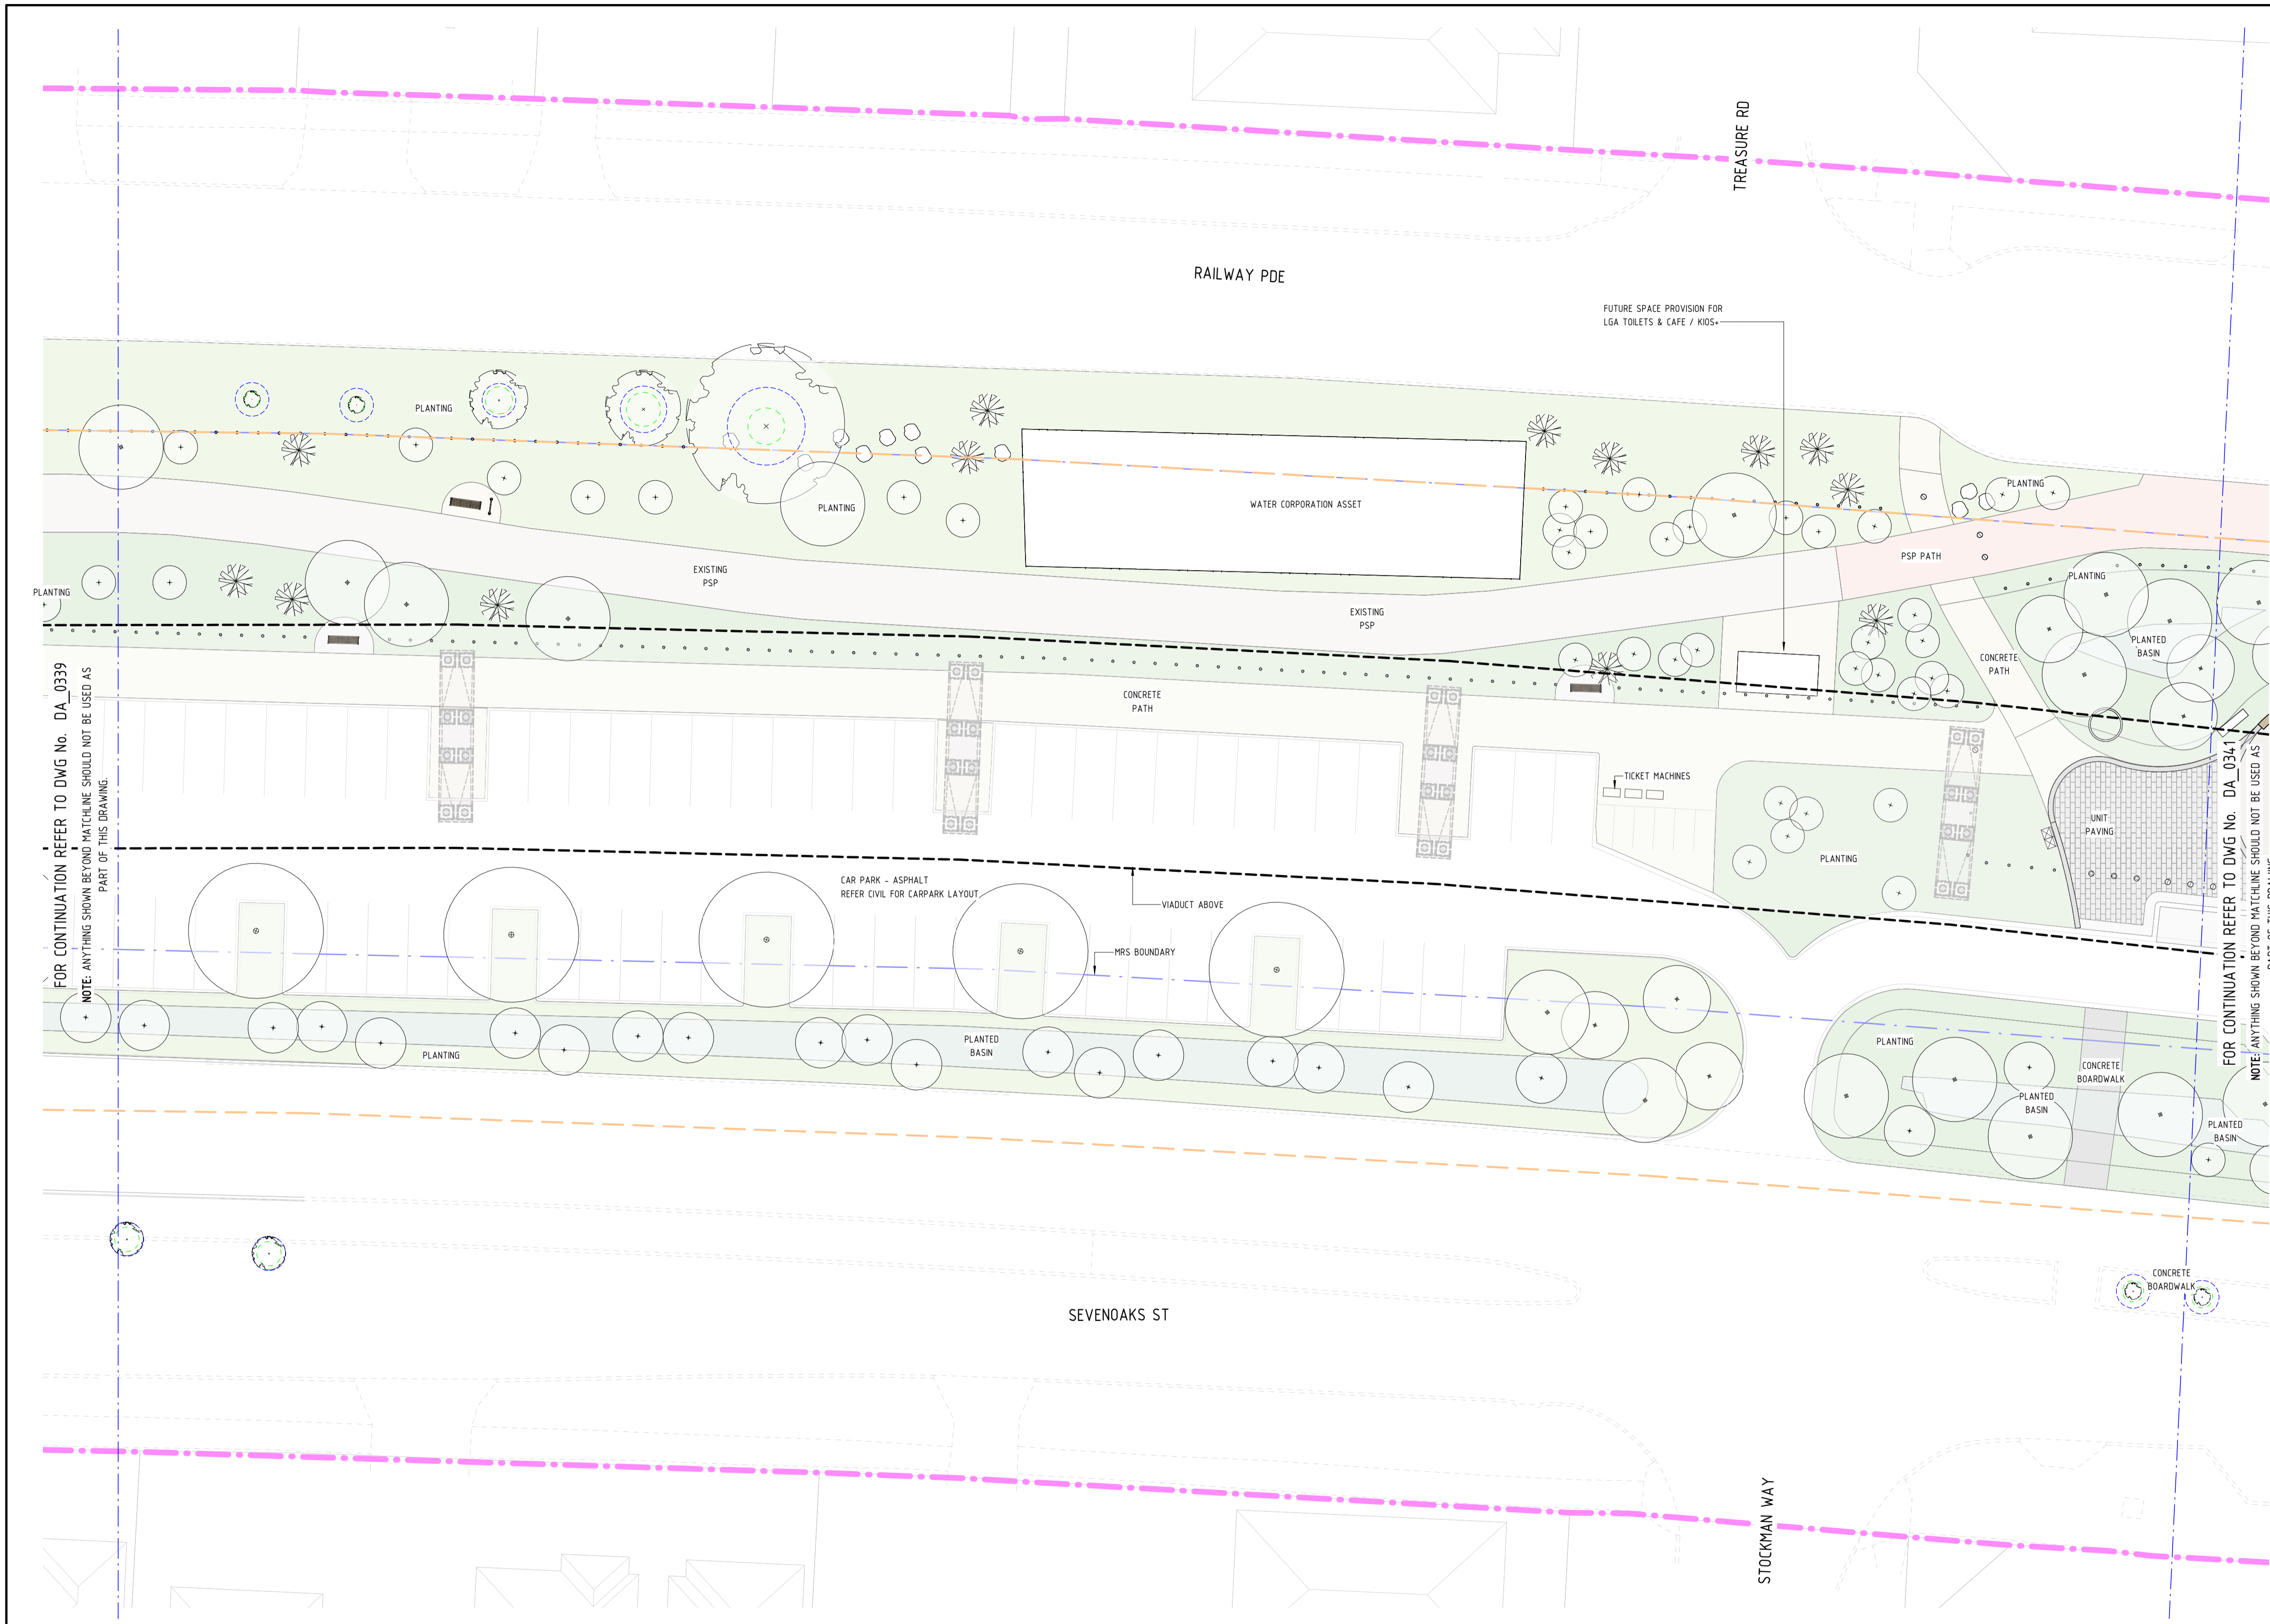 TREASURE RD
RAILWAY PDE
FUTURE SPACE PROVISION FOR
LGA TOILETS & CAFE / KIOS+
PLANTING
PLANTING
WATER CORPORATION ASSET
PLANTING
PSP PATH
EXISTING
PSP
PLANTING
PLANTING
EXISTING
PSP
PLANTED
BASIN
CONCRETE
PATH
CONCRETE
PATH
FOR CONTINUATION REFER TO DWG No. DA_0339
NOTE: ANYTHING SHOWN BEYOND MATCHLINE SHOULD NOT BE USED AS
PART OF THIS DRAWING.
TICKET MACHINES
UNIT
PAVING
PLANTING
CAR PARK - ASPHALT
REFER CIVIL FOR CARPARK LAYOUT
VIADUCT ABOVE
MRS BOUNDARY
FOR CONTINUATION REFER TO DWG No. DA_0341
NOTE: ANYTHING SHOWN BEYOND MATCHLINE SHOULD NOT BE USED AS
PLANTED
BASIN
PLANTING
PLANTING
CONCRETE
BOARDWALK
PLANTED
BASIN
PLANTED
BASIN
CONCRETE
BOARDWALK
SEVENOAKS ST
STOCKMAN WAY